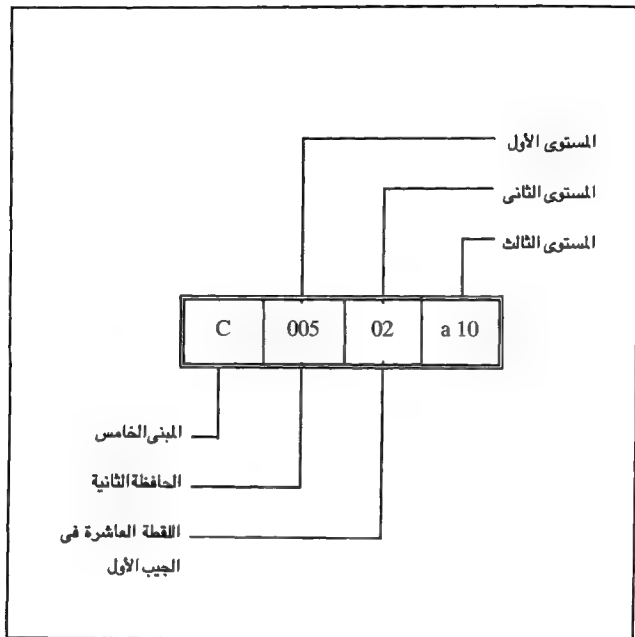 المستوى الأول
المستوى الثانى
المستوى الثالث
C 005 02 a 10
المبنى الخامس
الحافظة الثانية
اللقطة العاشرة فى
الجيب الأول